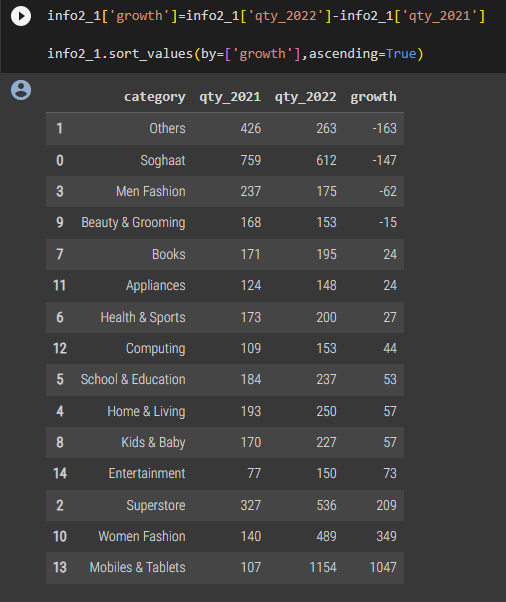 info2_1['growth']=info2_1['qty_2022']-info2_1['qty_2021']
info2_1.sort_values(by=['growth'],ascending=True)
category qty_2021 qty_2022 growth
1 Others 426 263 -163
0 Soghaat 759 612 -147
3 Men Fashion 237 175 -62
9 Beauty & Grooming 168 153 -15
7 Books 171 195 24
11 Appliances 124 148 24
6 Health & Sports 173 200 27
12 Computing 109 153 44
5 School & Education 184 237 53
4 Home & Living 193 250 57
8 Kids & Baby 170 227 57
14 Entertainment 77 150 73
2 Superstore 327 536 209
10 Women Fashion 140 489 349
13 Mobiles & Tablets 107 1154 1047